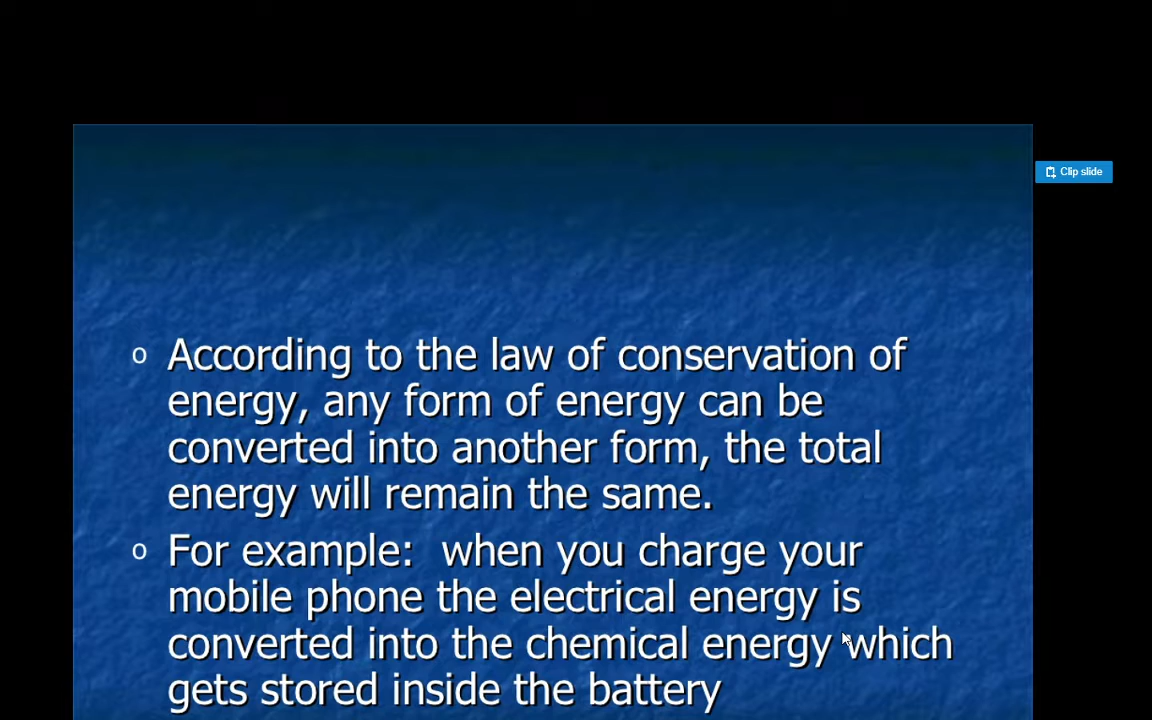 Clip slide
o According to the law of conservation of
energy, any form of energy can be
converted into another form, the total
energy will remain the same.
o For example: when you charge your
mobile phone the electrical energy is
converted into the chemical energy which
gets stored inside the battery